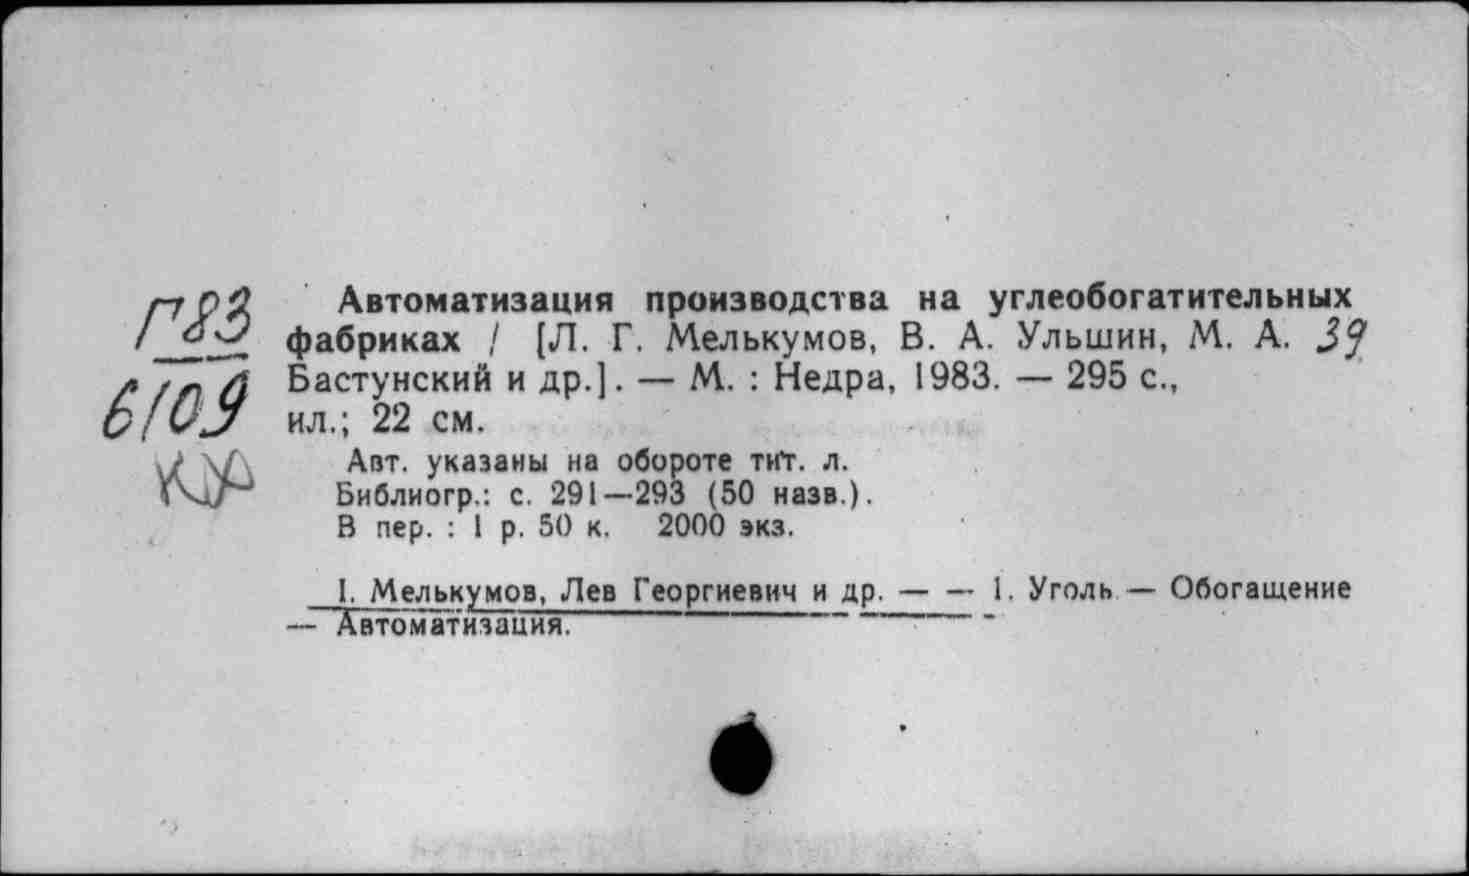 Автоматизация производства на углеобогатительных
фабриках / [Л. Г. Мелькумов, В. А. Ульшин, М. А. 39
Бастунский и др.]. — М. : Недра, 1983. — 295 с.,
ил.; 22 см.
Авт. указаны на обороте тит. л.
Библиогр.: с. 291—293 (50 назв.).
В пер. : 1 р. 50 к. 2000 экз.
I. Мелькумов, Лев Георгиевич и др. — — 1. Уголь — Обогащение
— Автоматизация.
Г83
6109